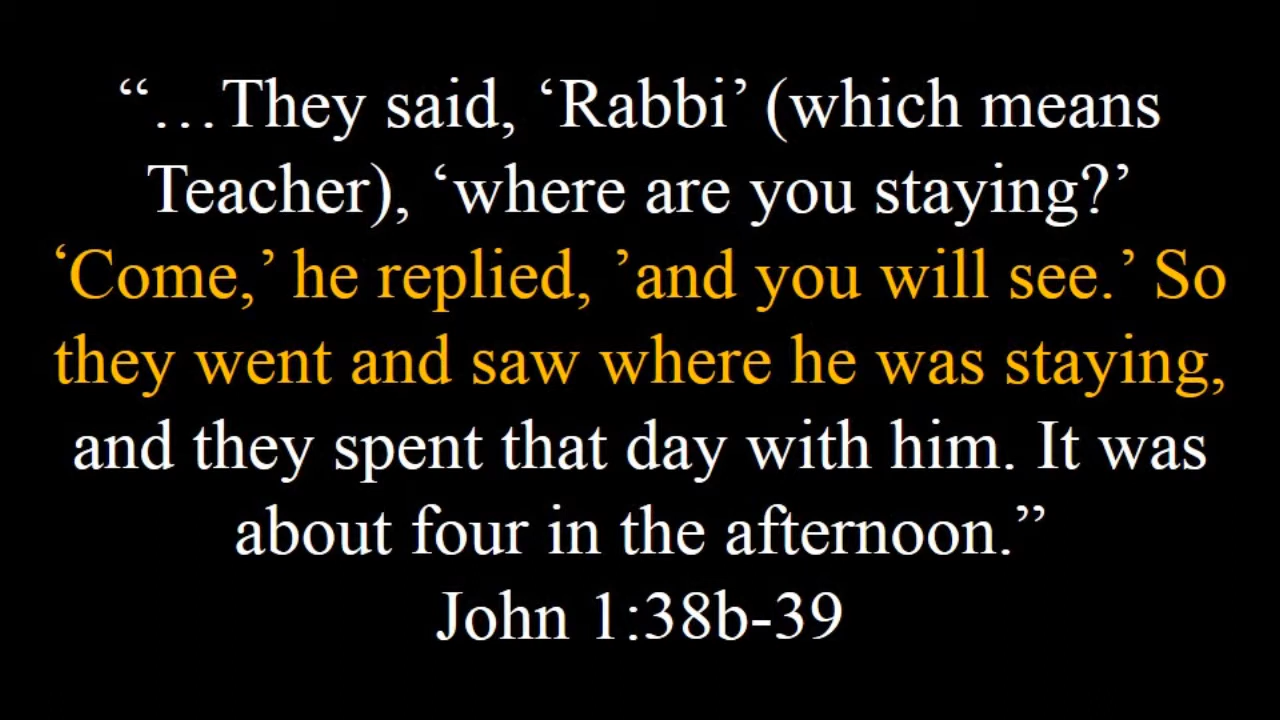 “…They said, ‘Rabbi’ (which means
Teacher), ‘where are you staying?’
‘Come,’ he replied, ’and you will see.’ So
they went and saw where he was staying,
and they spent that day with him. It was
about four in the afternoon.”
John 1:38b-39